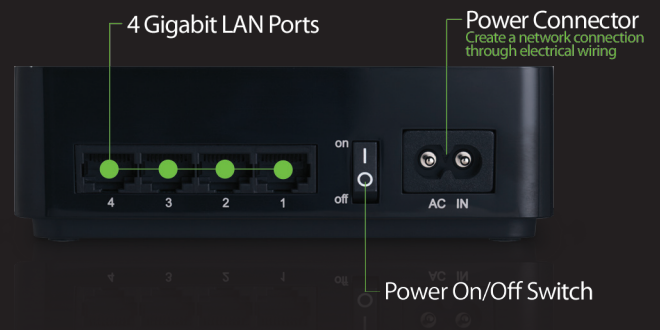 4 Gigabit LAN Ports
Power Connector
Create a network connection
through electrical wiring
on
off
4 3 2 1
AC IN
Power On/Off Switch